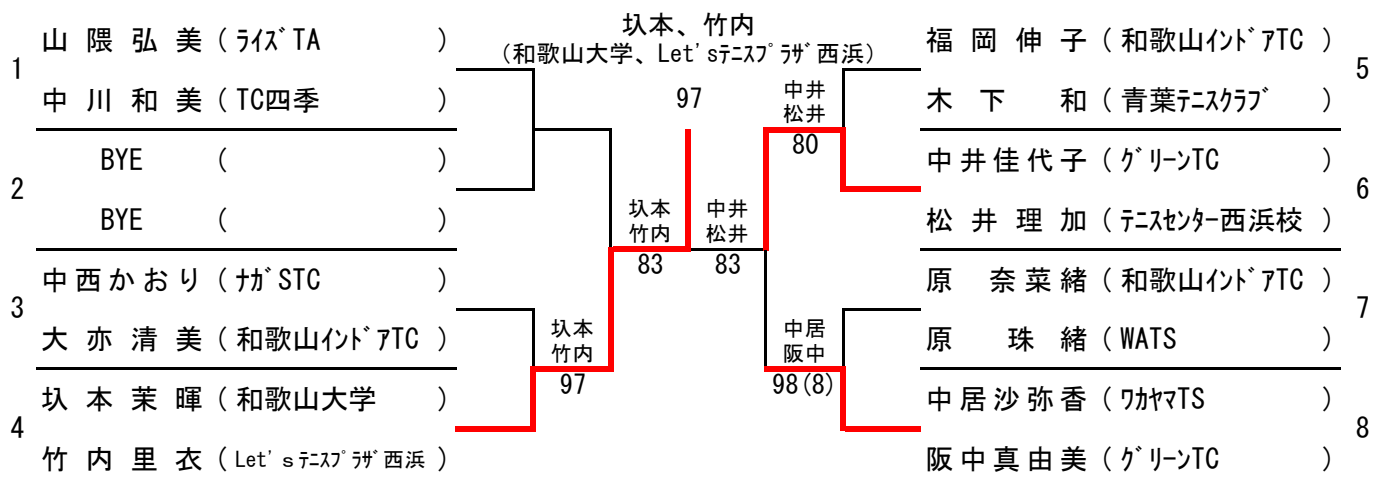 圦本、竹内
(和歌山大学、Let'sﾃﾆｽﾌﾟﾗｻﾞ西浜)
97
1
山隈弘美(ﾗｲｽﾞTA)
中川和美(TC四季)
2
BYE()
BYE()
3
中西かおり(ﾅｶﾞSTC)
大亦清美(和歌山ｲﾝﾄﾞｱTC)
4
圦本茉暉(和歌山大学)
竹内里衣(Let'sﾃﾆｽﾌﾟﾗｻﾞ西浜)
圦本
竹内
97
圦本
竹内
83
中井
松井
83
中井
松井
80
中居
阪中
98(8)
福岡伸子(和歌山ｲﾝﾄﾞｱTC)
木下和(青葉ﾃﾆｽｸﾗﾌﾞ)
5
中井佳代子(ｸﾞﾘｰﾝTC)
松井理加(ﾃﾆｽｾﾝﾀｰ西浜校)
6
原奈菜緒(和歌山ｲﾝﾄﾞｱTC)
原珠緒(WATS)
7
中居沙弥香(ﾜｶﾔﾏTS)
阪中真由美(ｸﾞﾘｰﾝTC)
8